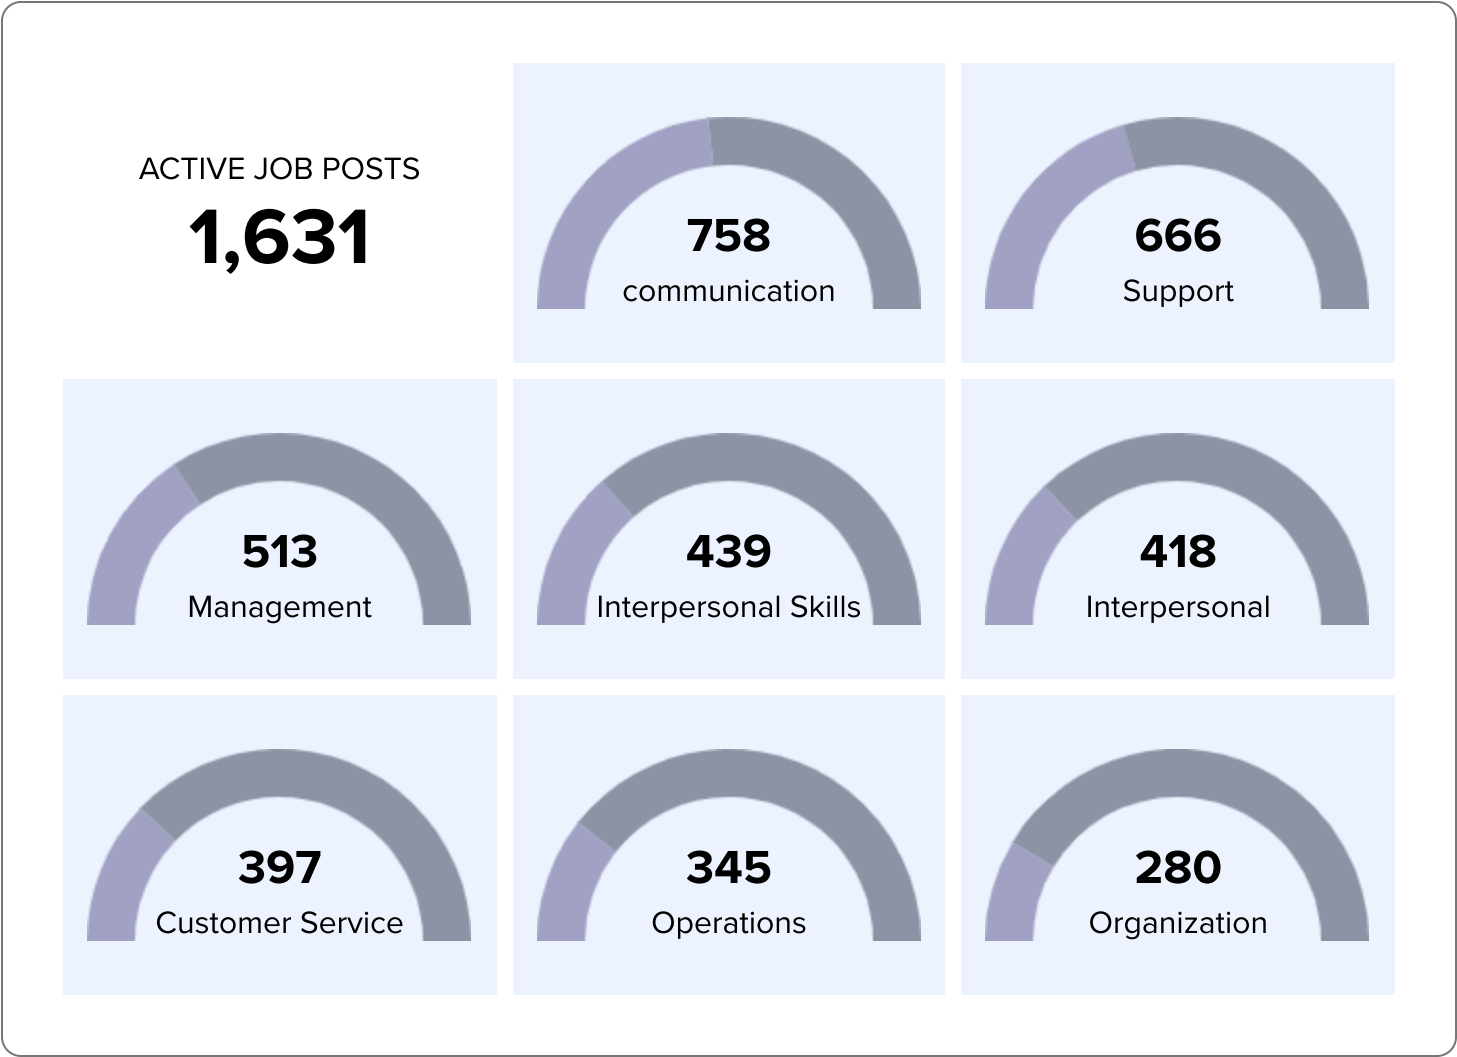 ACTIVE JOB POSTS
1,631
758
communication
666
Support
513
Management
439
Interpersonal Skills
418
Interpersonal
397
Customer Service
345
Operations
280
Organization